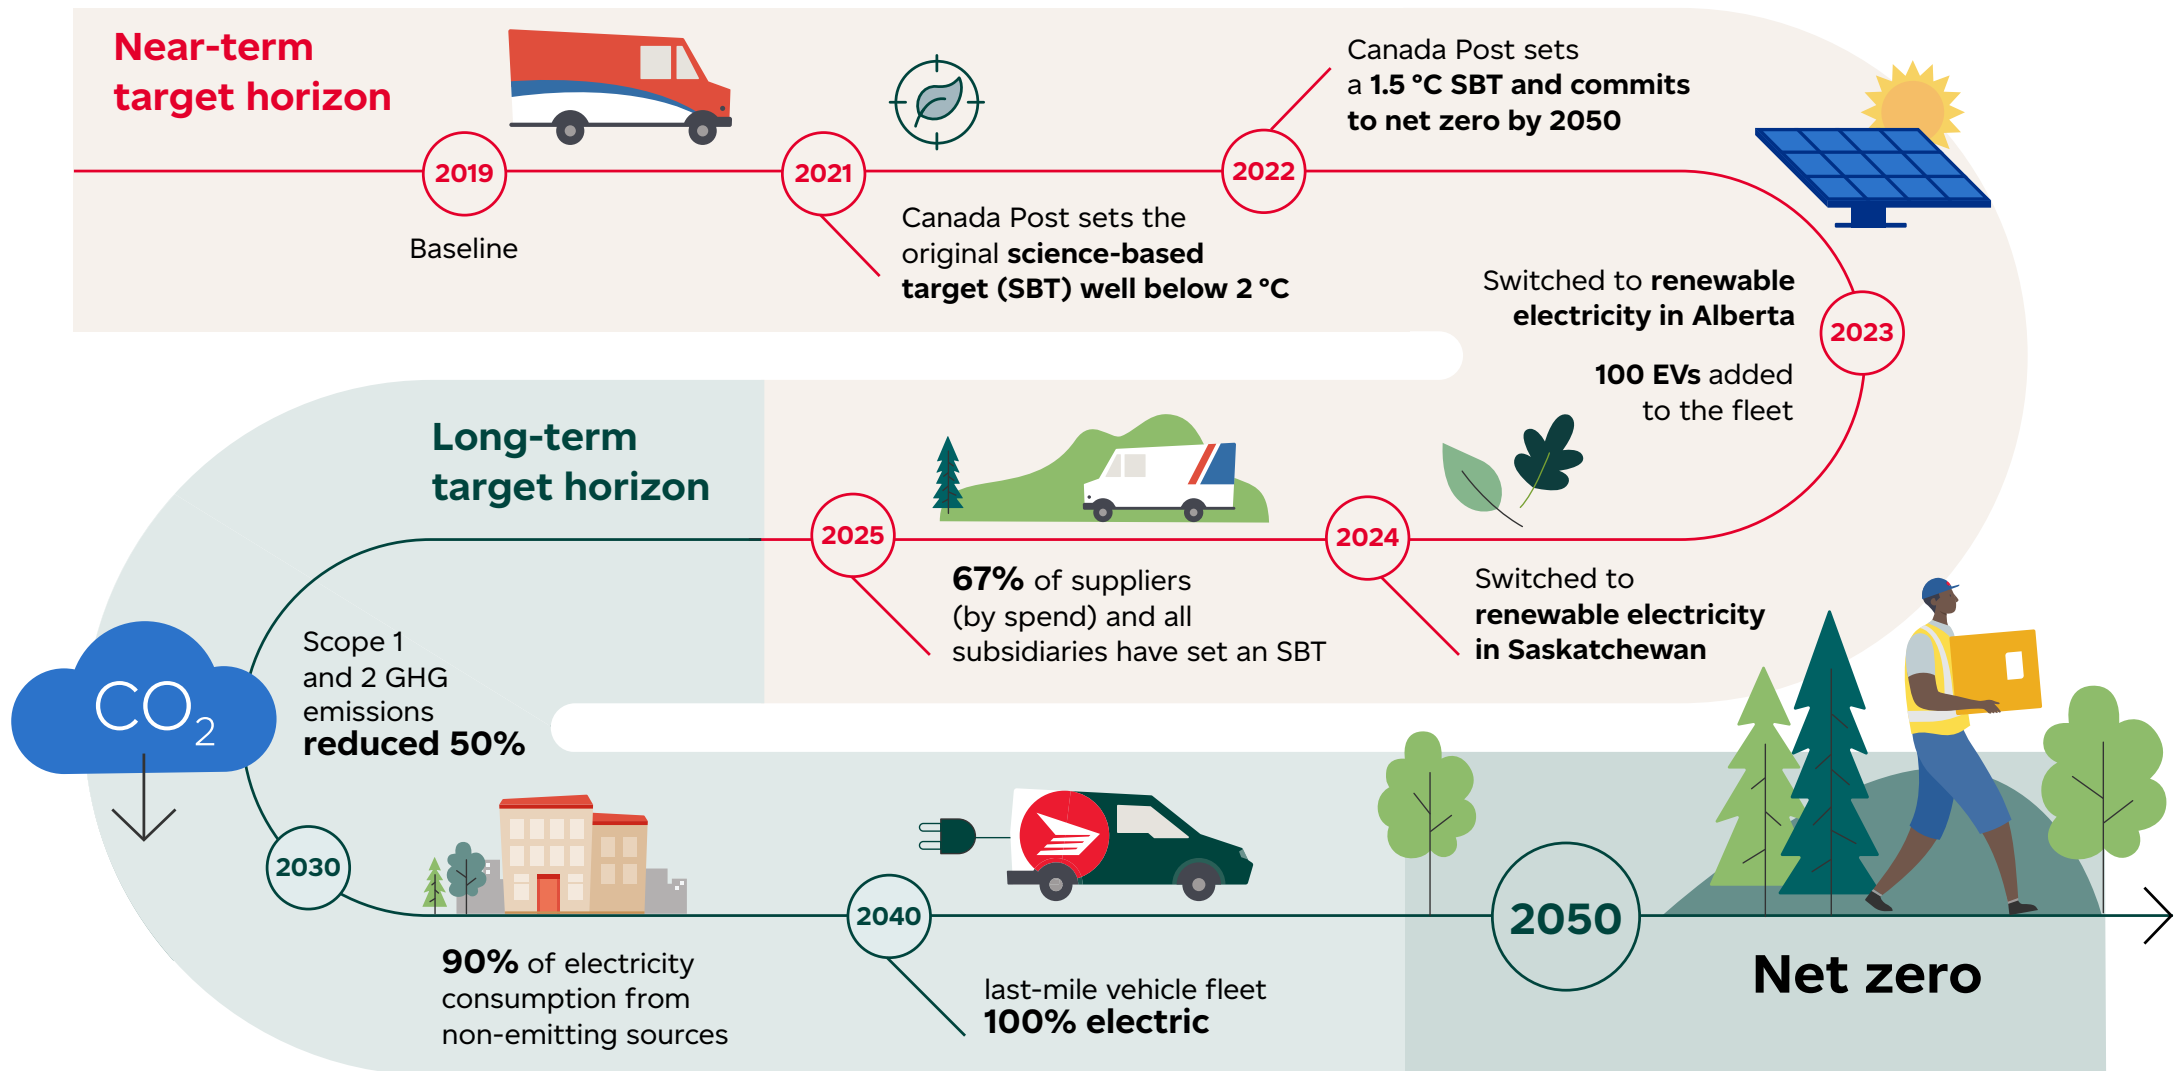 Near-term
target horizon
2019
Baseline
2021
Canada Post sets the
original science-based
target (SBT) well below 2 °C
2022
Canada Post sets
a 1.5 °C SBT and commits
to net zero by 2050
2023
Switched to renewable
electricity in Alberta
100 EVs added
to the fleet
2024
Switched to
renewable electricity
in Saskatchewan
2025
67% of suppliers
(by spend) and all
subsidiaries have set an SBT
Long-term
target horizon
CO2
Scope 1
and 2 GHG
emissions
reduced 50%
2030
90% of electricity
consumption from
non-emitting sources
2040
last-mile vehicle fleet
100% electric
2050
Net zero